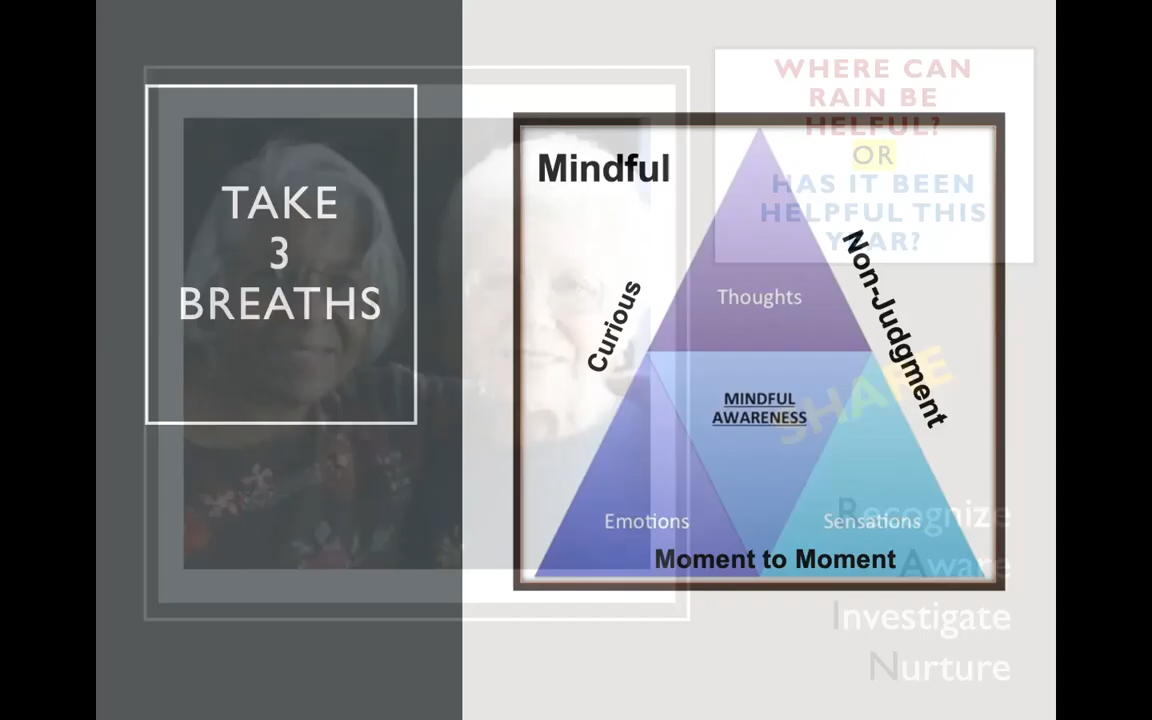 TAKE
3
BREATHS
Mindful
Curious
Non-Judgment
Thoughts
MINDFUL
AWARENESS
Emotions
Sensations
Moment to Moment
WHERE CAN
RAIN BE
HELFUL?
OR
HAS IT BEEN
HELPFUL THIS
YEAR?
SHARE
Recognize
Aware
Investigate
Nurture